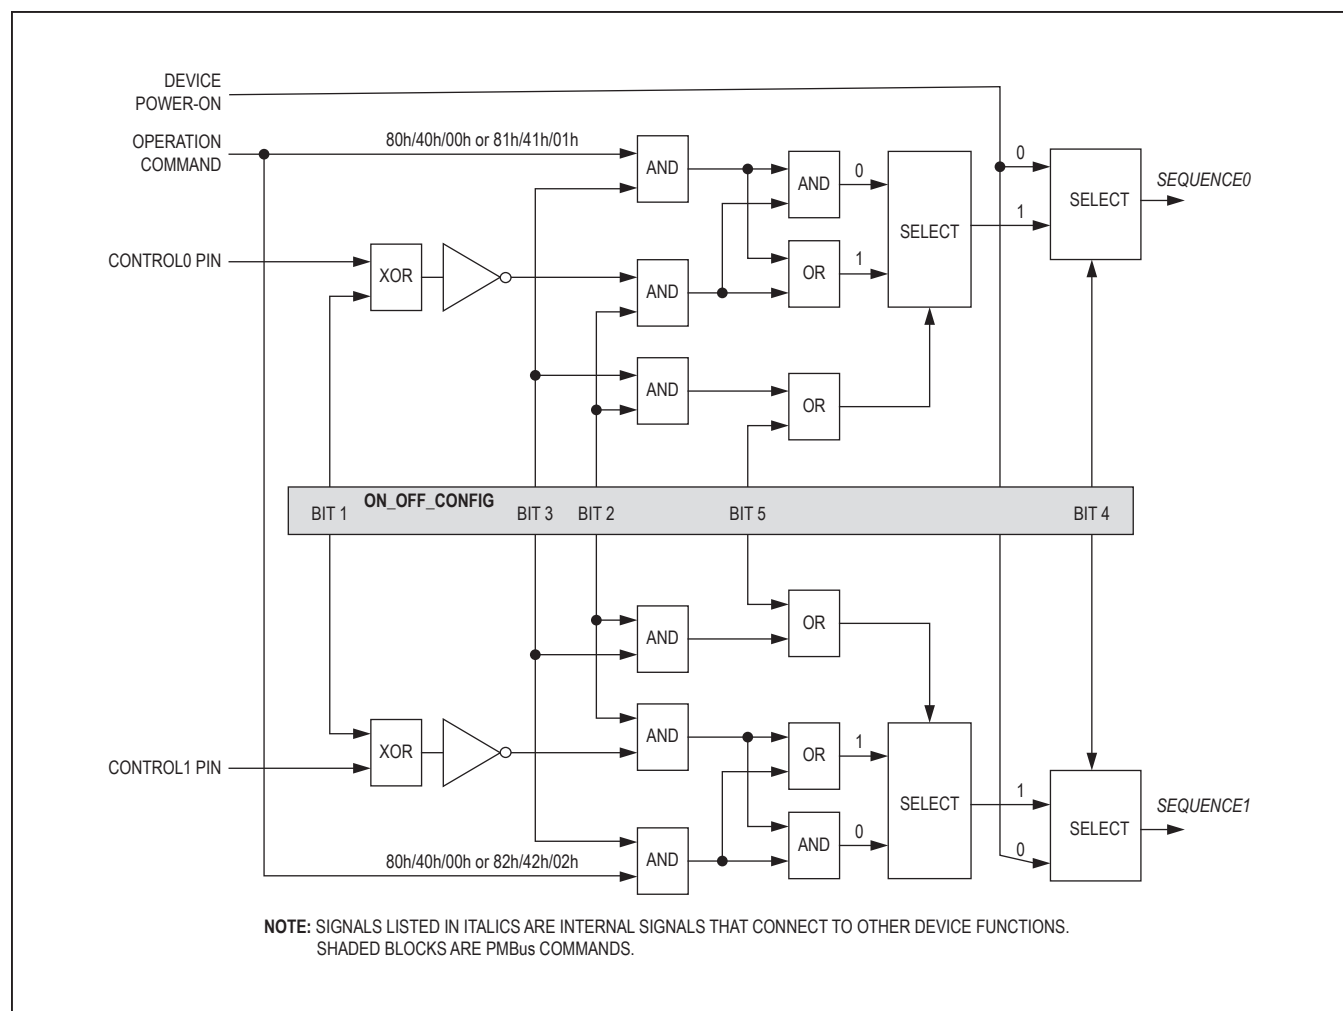 DEVICE
POWER-ON
OPERATION
COMMAND
80h/40h/00h or 81h/41h/01h
AND
AND
0
0
SELECT
SEQUENCE0
CONTROL0 PIN
XOR
AND
OR
1
SELECT
1
AND
OR
ON_OFF_CONFIG
BIT 1
BIT 3
BIT 2
BIT 5
BIT 4
AND
OR
CONTROL1 PIN
XOR
AND
OR
1
SELECT
1
SELECT
SEQUENCE1
80h/40h/00h or 82h/42h/02h
AND
AND
0
0
NOTE: SIGNALS LISTED IN ITALICS ARE INTERNAL SIGNALS THAT CONNECT TO OTHER DEVICE FUNCTIONS.
SHADED BLOCKS ARE PMBus COMMANDS.